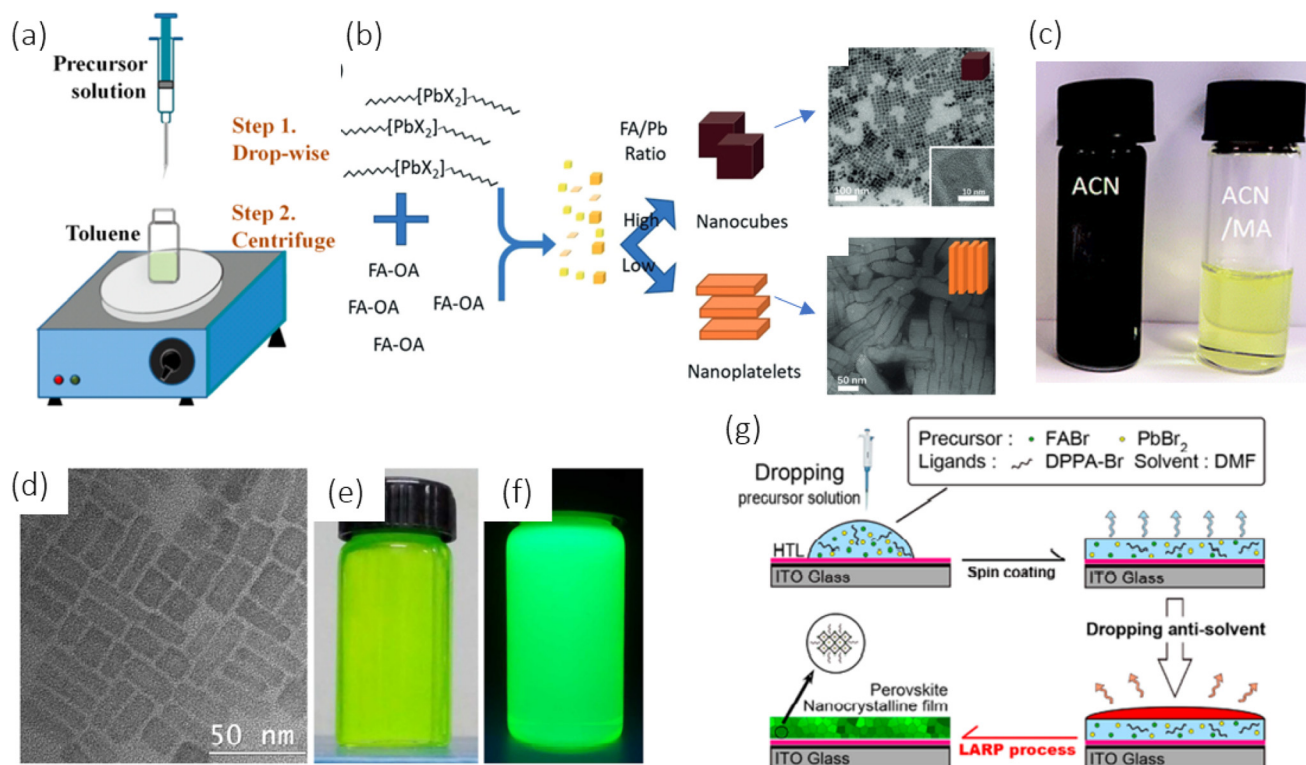 (a)
Precursor
solution
Step 1.
Drop-wise
Step 2.
Centrifuge
Toluene
(b)
[PbX₂]
[PbX₂]
[PbX₂]
FA-OA
FA-OA
FA-OA
FA-OA
FA/Pb
Ratio
High
Low
Nanocubes
Nanoplatelets
100 nm
10 nm
50 nm
(c)
ACN
ACN
/MA
(d)
50 nm
(e)
(f)
(g)
Dropping
precursor solution
Precursor : FABr PbBr₂
Ligands : DPPA-Br Solvent : DMF
HTL
ITO Glass
Spin coating
ITO Glass
Dropping anti-solvent
Perovskite
Nanocrystalline film
ITO Glass
LARP process
ITO Glass